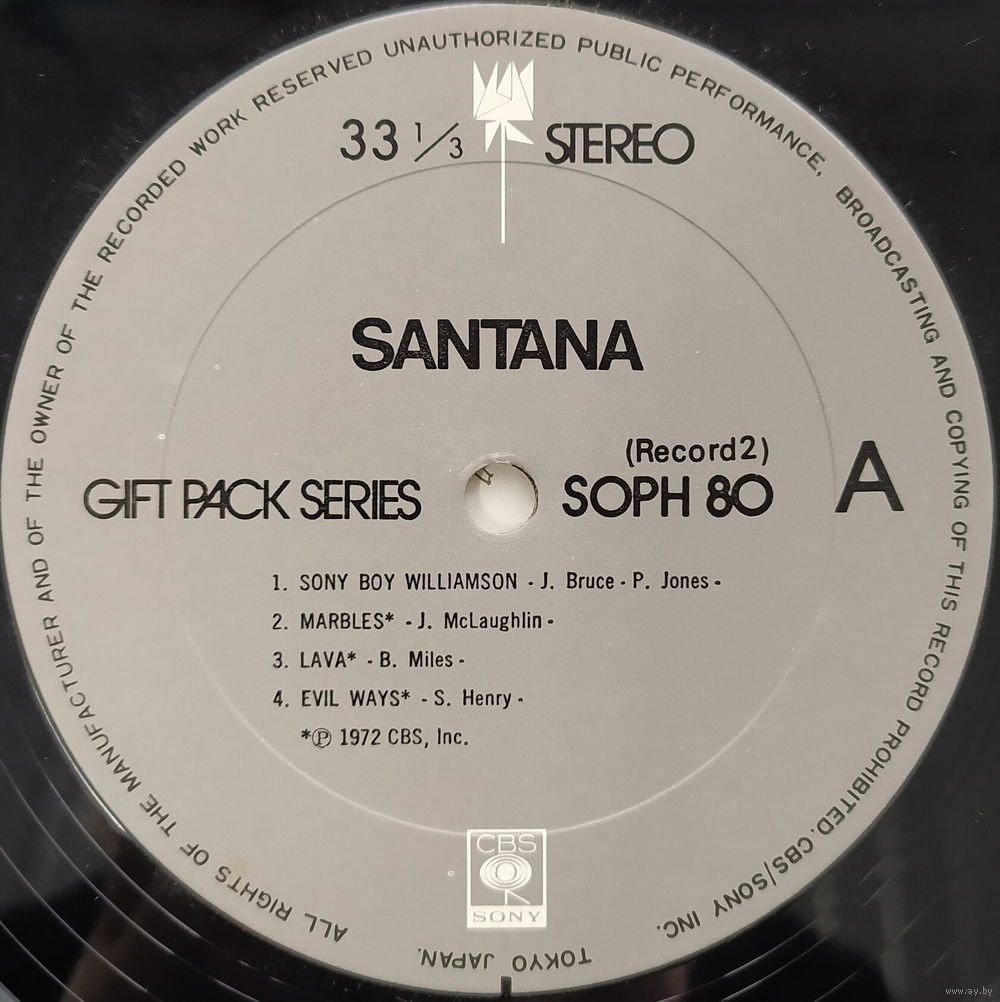 ALL RIGHTS OF THE MANUFACTURER AND OF THE OWNER OF THE RECORDED WORK RESERVED UNAUTHORIZED PUBLIC PERFORMANCE, BROADCASTING AND COPYING OF THIS RECORD PROHIBITED. CBS/SONY INC.
TOKYO JAPAN.
33 1/3 STEREO
SANTANA
(Record 2)
GIFT PACK SERIES SOPH 80 A
1. SONY BOY WILLIAMSON - J. Bruce - P. Jones -
2. MARBLES* - J. McLaughlin -
3. LAVA* - B. Miles -
4. EVIL WAYS* - S. Henry -
*℗ 1972 CBS, Inc.
CBS
SONY
www.ay.by